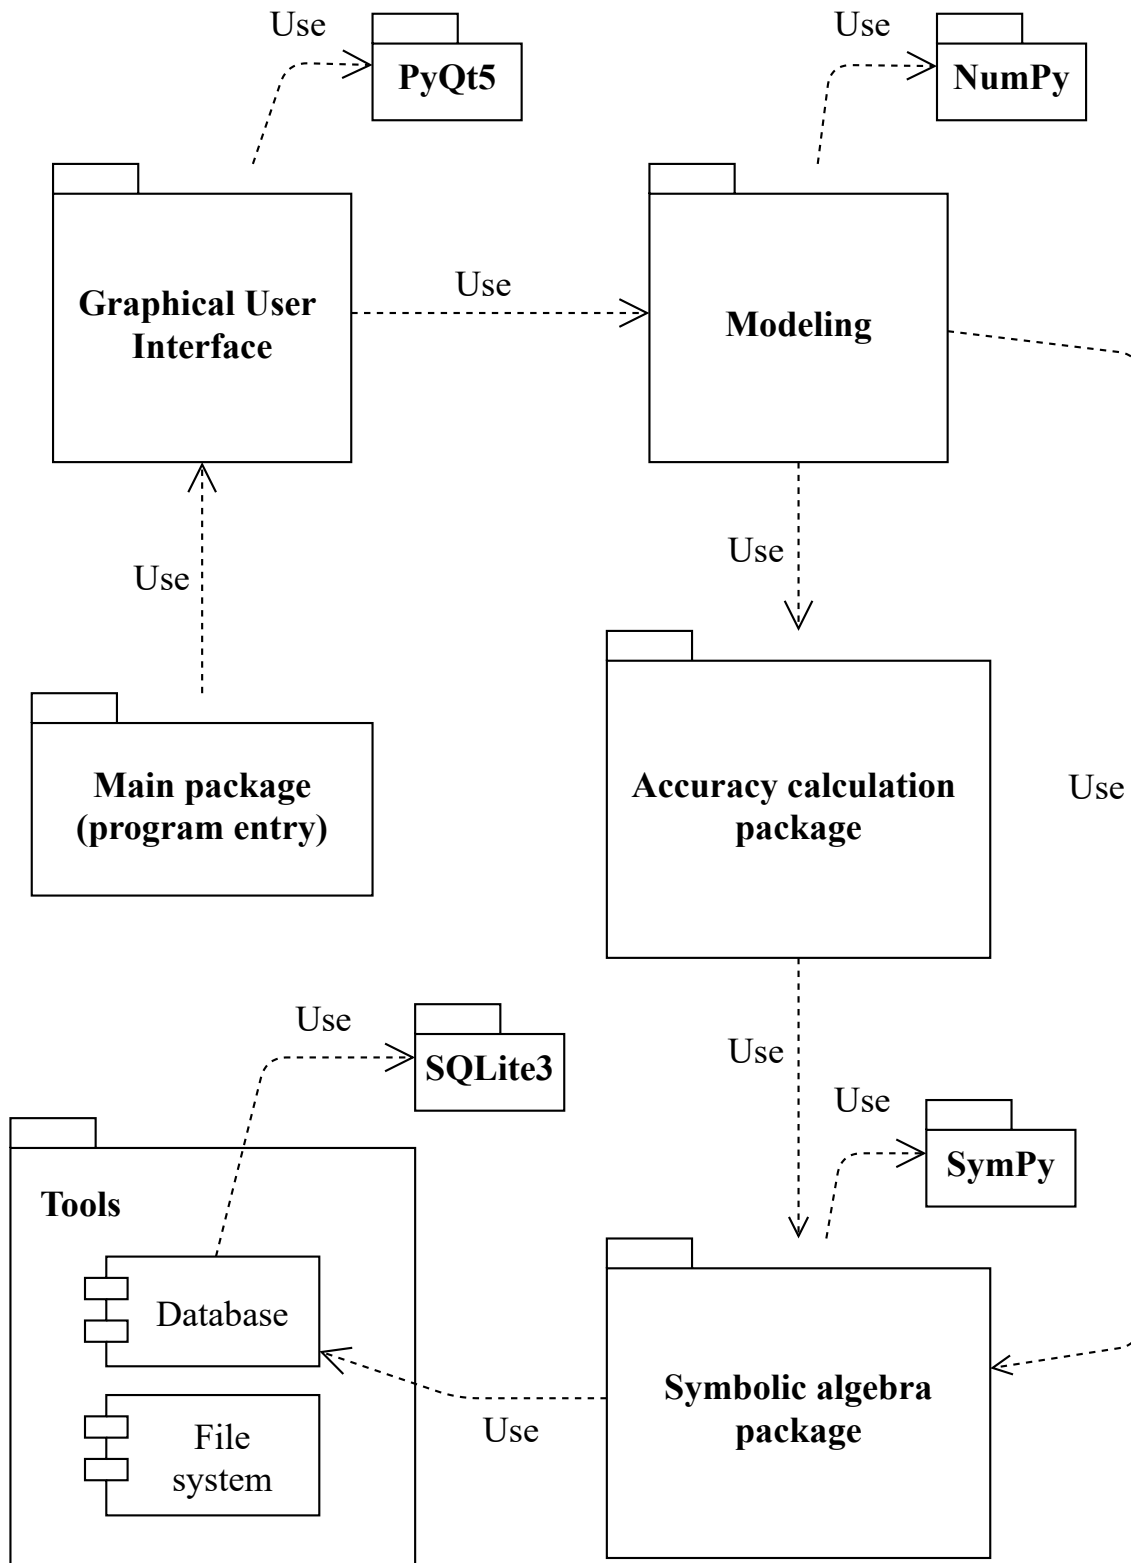 Use
PyQt5
Use
NumPy
Graphical User
Interface
Use
Modeling
Use
Use
Main package
(program entry)
Accuracy calculation
package
Use
Use
SQLite3
Use
Use
SymPy
Tools
Database
File
system
Use
Symbolic algebra
package